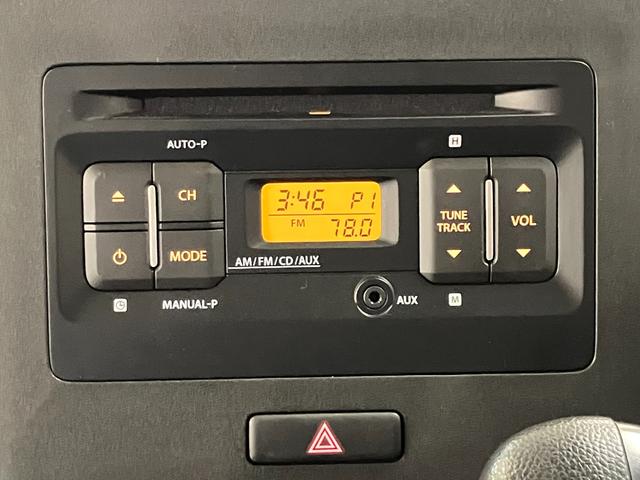 AUTO-P
H
CH
3:46 P1
TUNE
TRACK
VOL
FM
78.0
MODE
AM/FM/CD/AUX
MANUAL-P
AUX
M